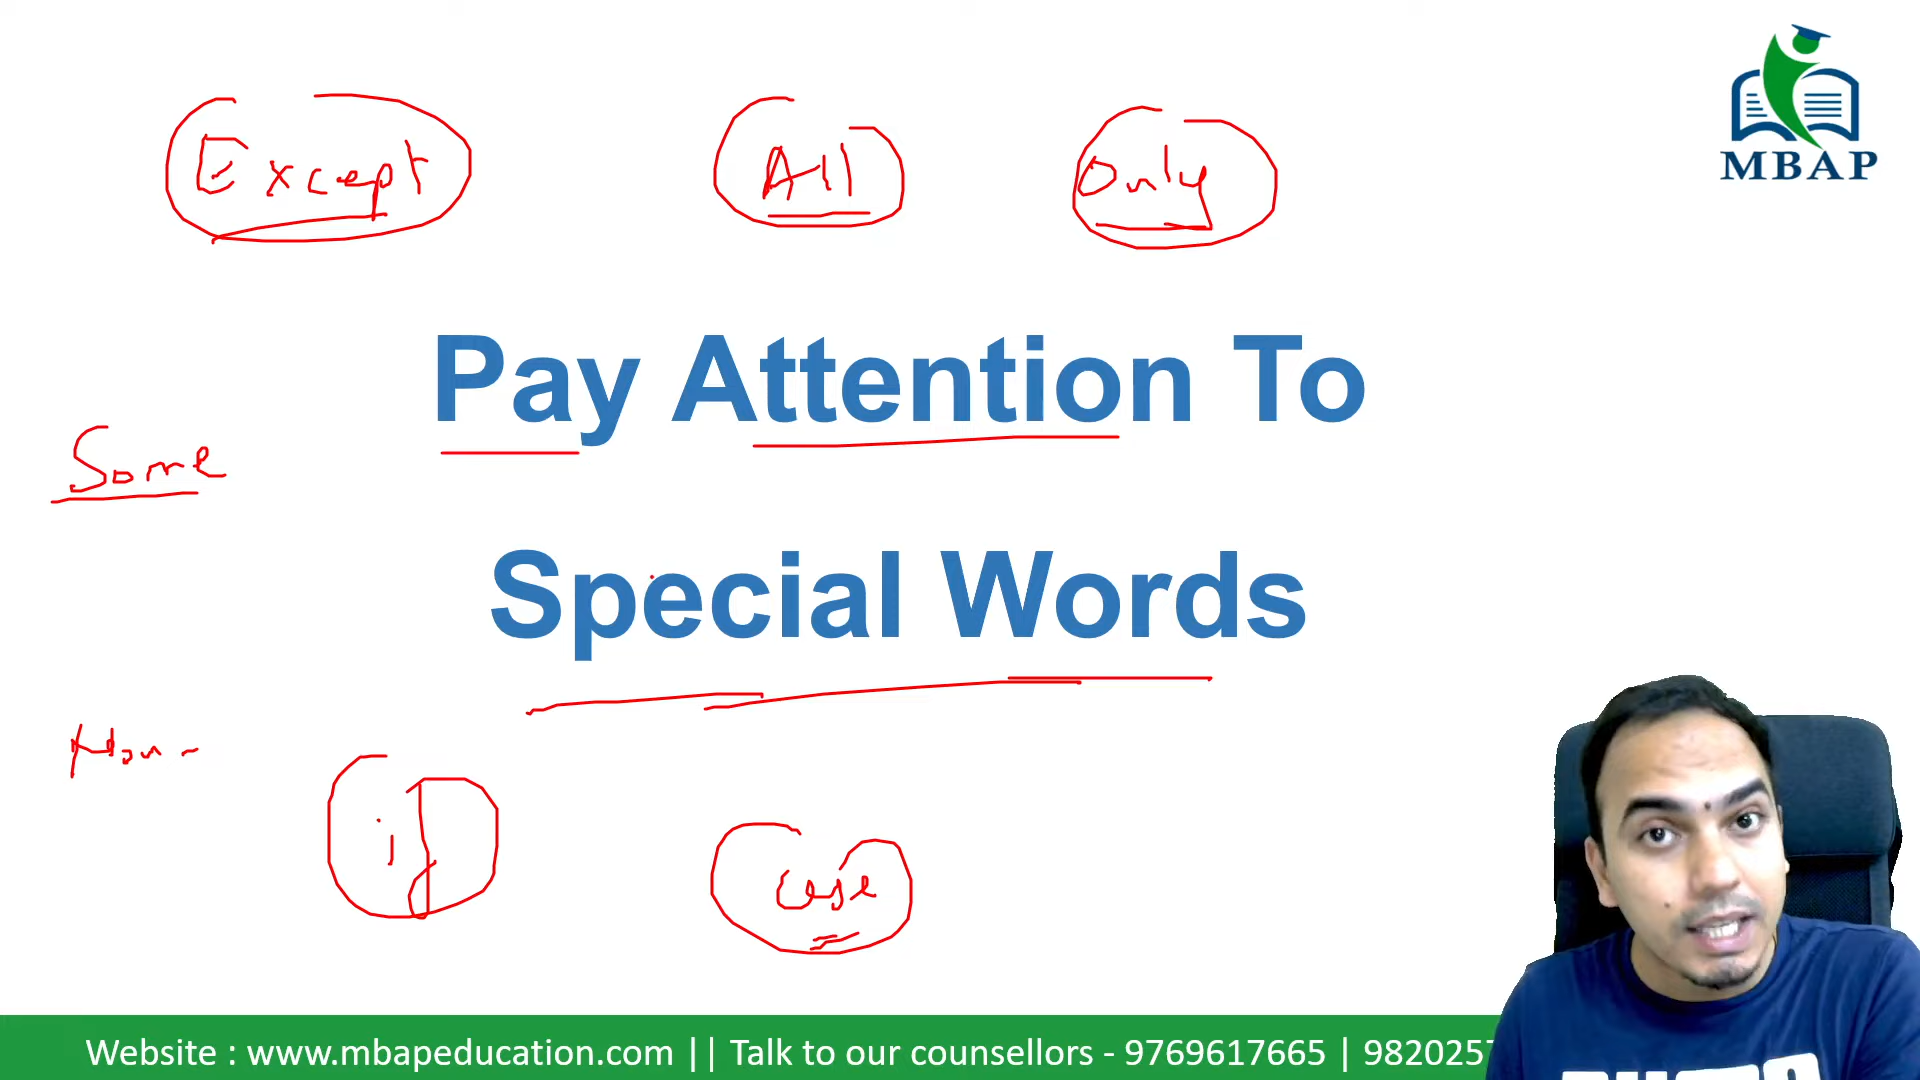 Except All Only
MBAP
Pay Attention To
Some
Special Words
if
Case
Website : www.mbapeducation.com || Talk to our counsellors - 9769617665 | 982025